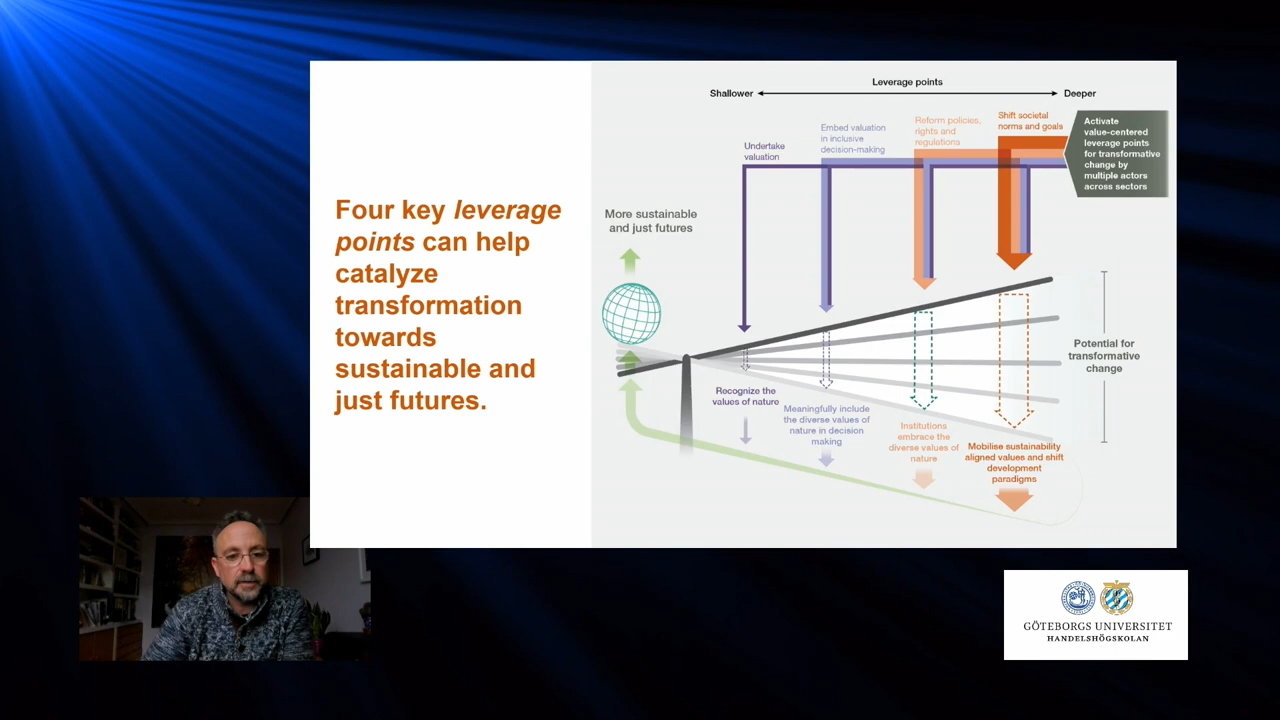 Four key leverage
points can help
catalyze
transformation
towards
sustainable and
just futures.
Leverage points
Shallower
Deeper
Undertake
valuation
Embed valuation
in inclusive
decision-making
Reform policies,
rights and
regulations
Shift societal
norms and goals
Activate
value-centered
leverage points
for transformative
change by
multiple actors
across sectors
More sustainable
and just futures
Potential for
transformative
change
Recognize the
values of nature
Meaningfully include
the diverse values of
nature in decision
making
Institutions
embrace the
diverse values of
nature
Mobilise sustainability
aligned values and shift
development
paradigms
GÖTEBORGS UNIVERSITET
HANDELSHÖGSKOLAN